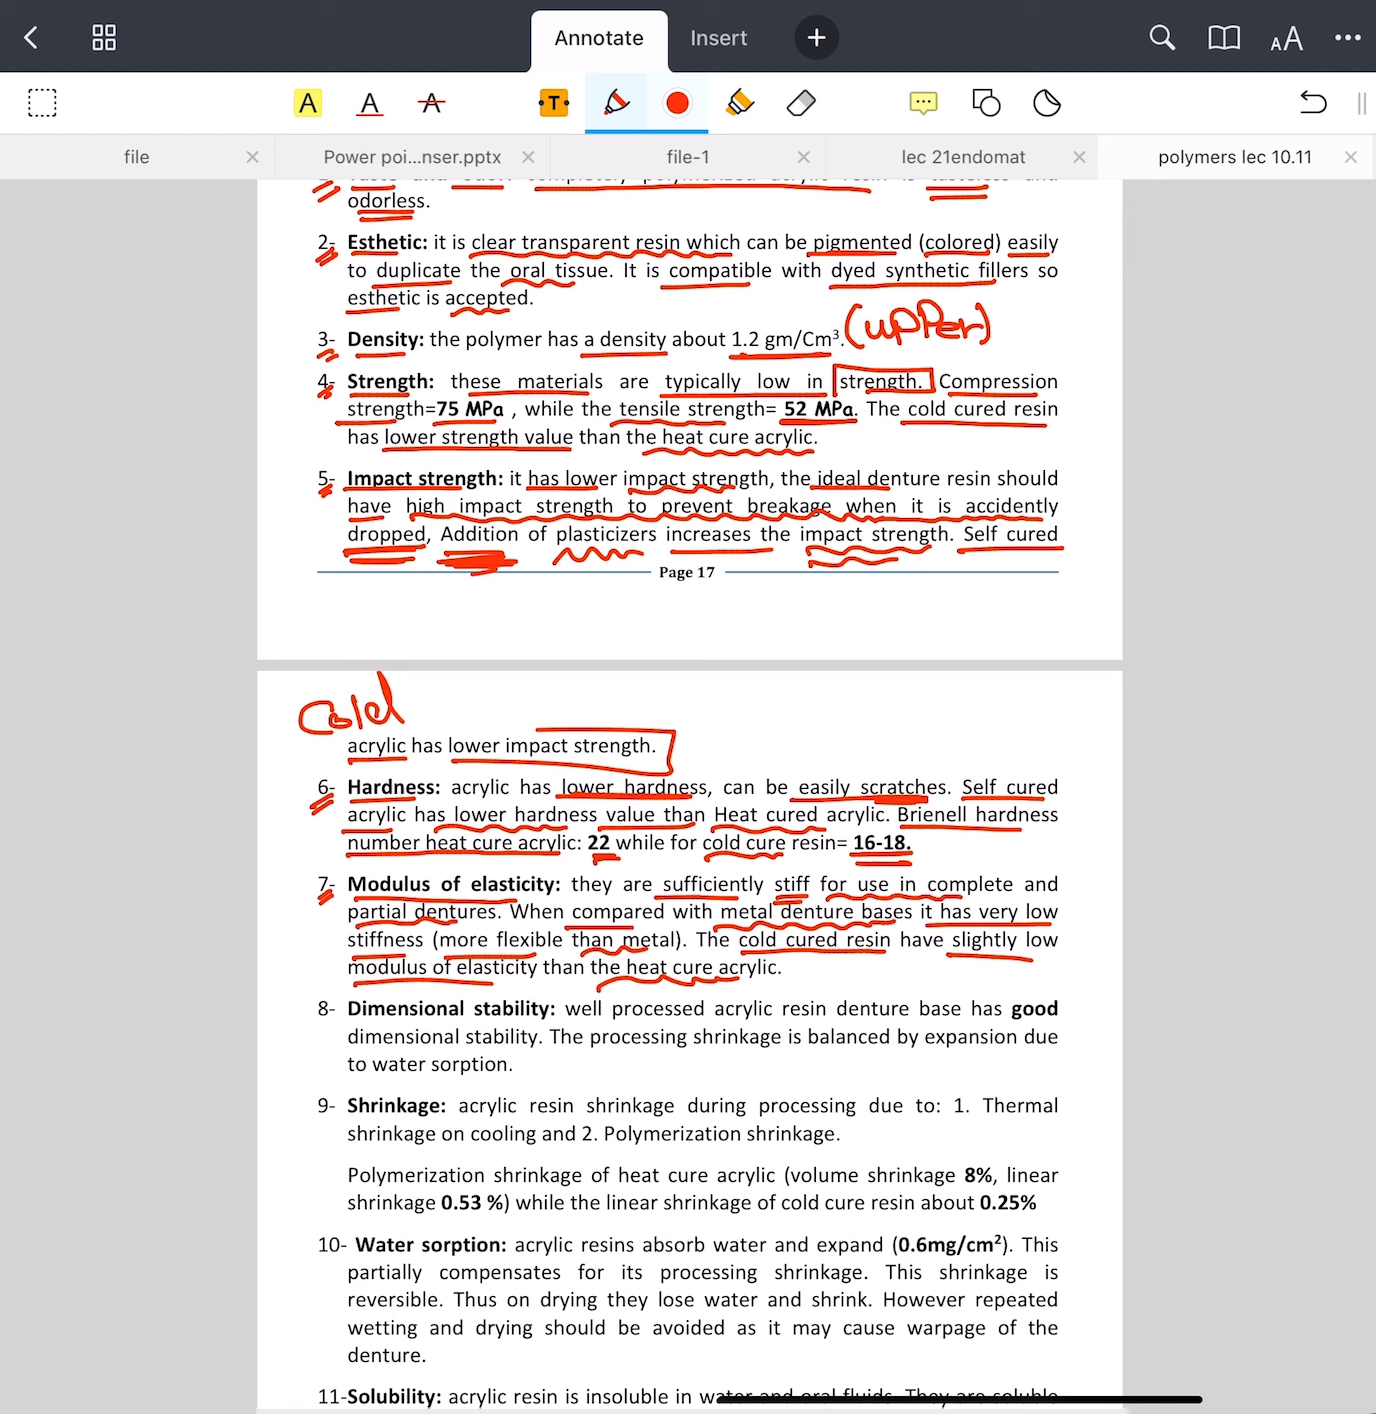 Annotate Insert
file Power poi...nser.pptx file-1 lec 21endomat polymers lec 10.11
odorless.
2- Esthetic: it is clear transparent resin which can be pigmented (colored) easily
to duplicate the oral tissue. It is compatible with dyed synthetic fillers so
esthetic is accepted.
3- Density: the polymer has a density about 1.2 gm/Cm³. (upper)
4- Strength: these materials are typically low in strength. Compression
strength=75 MPa , while the tensile strength= 52 MPa. The cold cured resin
has lower strength value than the heat cure acrylic.
5- Impact strength: it has lower impact strength, the ideal denture resin should
have high impact strength to prevent breakage when it is accidently
dropped, Addition of plasticizers increases the impact strength. Self cured
Page 17
Cold
acrylic has lower impact strength.
6- Hardness: acrylic has lower hardness, can be easily scratches. Self cured
acrylic has lower hardness value than Heat cured acrylic. Brienell hardness
number heat cure acrylic: 22 while for cold cure resin= 16-18.
7- Modulus of elasticity: they are sufficiently stiff for use in complete and
partial dentures. When compared with metal denture bases it has very low
stiffness (more flexible than metal). The cold cured resin have slightly low
modulus of elasticity than the heat cure acrylic.
8- Dimensional stability: well processed acrylic resin denture base has good
dimensional stability. The processing shrinkage is balanced by expansion due
to water sorption.
9- Shrinkage: acrylic resin shrinkage during processing due to: 1. Thermal
shrinkage on cooling and 2. Polymerization shrinkage.
Polymerization shrinkage of heat cure acrylic (volume shrinkage 8%, linear
shrinkage 0.53 %) while the linear shrinkage of cold cure resin about 0.25%
10- Water sorption: acrylic resins absorb water and expand (0.6mg/cm²). This
partially compensates for its processing shrinkage. This shrinkage is
reversible. Thus on drying they lose water and shrink. However repeated
wetting and drying should be avoided as it may cause warpage of the
denture.
11-Solubility: acrylic resin is insoluble in water and oral fluids. They are soluble